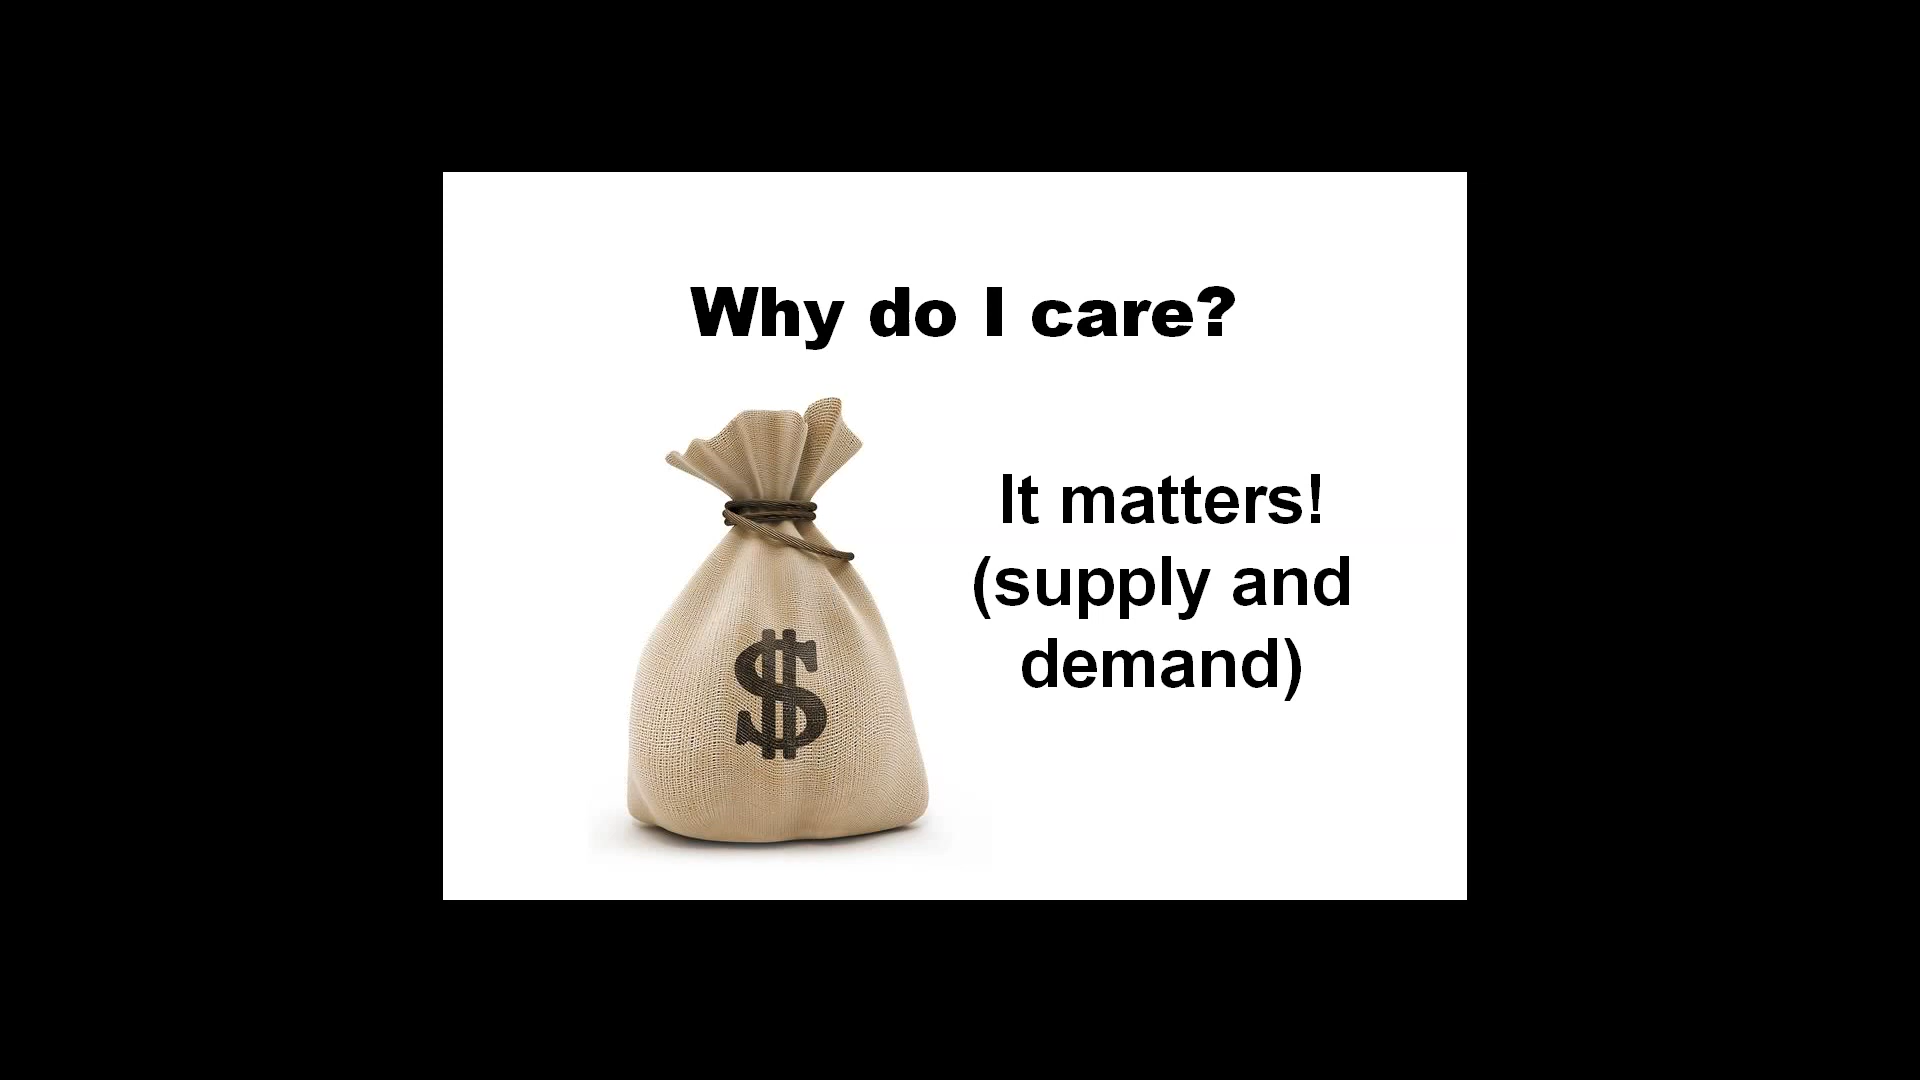 Why do I care?
It matters!
(supply and
demand)
$